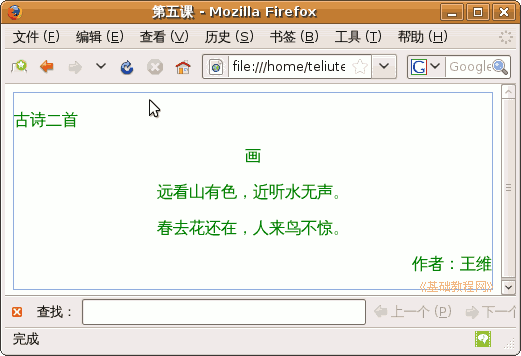 第五课 - Mozilla Firefox
文件 (F) 编辑 (E) 查看 (V) 历史 (S) 书签 (B) 工具 (T) 帮助 (H)
file:///home/teliute Google
古诗二首
画
远看山有色，近听水无声。
春去花还在，人来鸟不惊。
作者：王维
《基础教程网》
查找： 上一个 (P) 下一个
完成